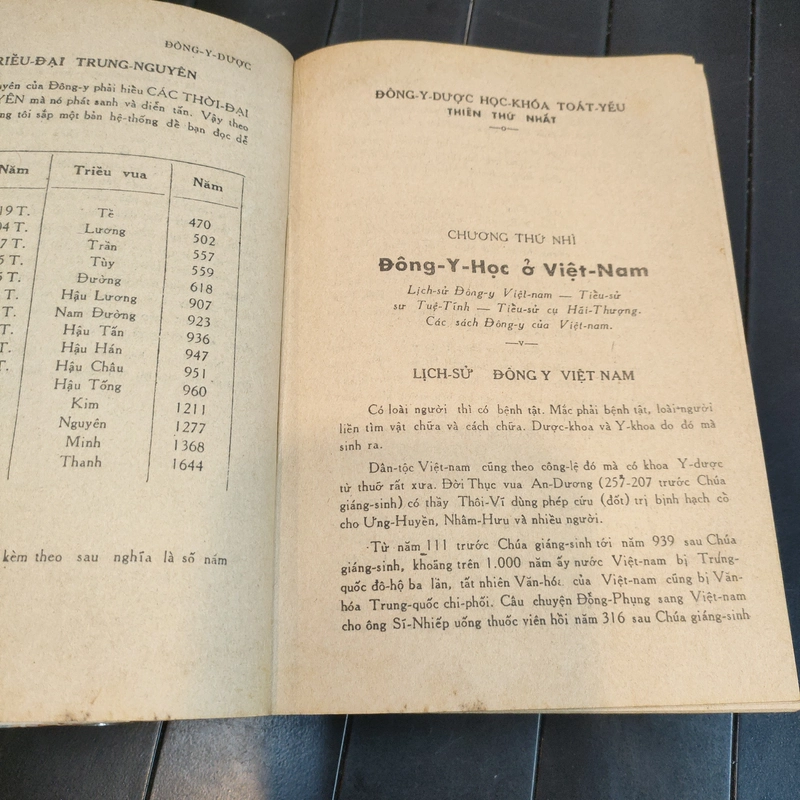 ĐÔNG-Y-DƯỢC
RIỀU-ĐẠI TRUNG-NGUYÊN
uyên của Đông-y phải hiểu CÁC THỜI-ĐẠI
YÊN mà nó phát sanh và diễn tấn. Vậy theo
ng tôi sắp một bản hệ-thống để bạn đọc dễ
Năm Triều vua Năm
19 T. Tề 470
04 T. Lương 502
7 T. Trần 557
5 T. Tùy 559
5 T. Đường 618
T. Hậu Lương 907
T. Nam Đường 923
T. Hậu Tấn 936
T. Hậu Hán 947
T. Hậu Châu 951
Hậu Tống 960
Kim 1211
Nguyên 1277
Minh 1368
Thanh 1644
kèm theo sau nghĩa là số năm
ĐÔNG-Y-DƯỢC HỌC-KHÓA TOÁT-YẾU
THIÊN THỨ NHẤT
CHƯƠNG THỨ NHÌ
Đông-Y-Học ở Việt-Nam
Lịch-sử Đông-y Việt-nam — Tiểu-sử
sư Tuệ-Tĩnh — Tiểu-sử cụ Hải-Thượng.
Các sách Đông-y của Việt-nam.
LỊCH-SỬ ĐÔNG Y VIỆT NAM
Có loài người thì có bệnh tật. Mắc phải bệnh tật, loài-người
liền tìm vật chữa và cách chữa. Dược-khoa và Y-khoa do đó mà
sinh ra.
Dân-tộc Việt-nam cũng theo công-lệ đó mà có khoa Y-dược
từ thuở rất xưa. Đời Thục vua An-Dương (257-207 trước Chúa
giáng-sinh) có thầy Thôi-Vĩ dùng phép cứu (đốt) trị bịnh hạch cổ
cho Ưng-Huyền, Nhâm-Hưu và nhiều người.
Từ năm 111 trước Chúa giáng-sinh tới năm 939 sau Chúa
giáng-sinh, khoảng trên 1.000 năm ấy nước Việt-nam bị Trung-
quốc đô-hộ ba lần, tất nhiên Văn-hóa của Việt-nam cũng bị Văn-
hóa Trung-quốc chi-phối. Câu chuyện Đổng-Phụng sang Việt-nam
cho ông Sĩ-Nhiếp uống thuốc viên hồi năm 316 sau Chúa giáng-sinh